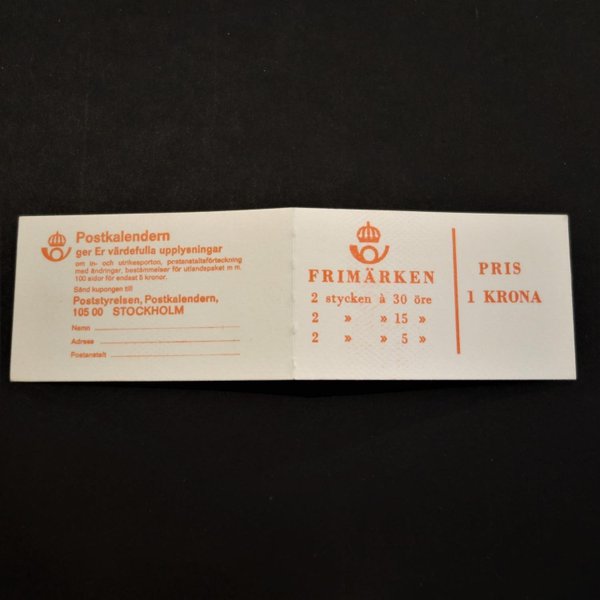 Postkalendern
ger Er värdefulla upplysningar
om in- och utrikesporton, postanstaltsförteckning
med ändringar, bestämmelser för utlandspaket m m.
100 sidor för endast 5 kronor.
Sänd kupongen till
Poststyrelsen, Postkalendern,
105 00 STOCKHOLM
Namn
Adress
Postanstalt
FRIMÄRKEN
2 stycken à 30 öre
2 » » 15 »
2 » » 5 »
PRIS
1 KRONA